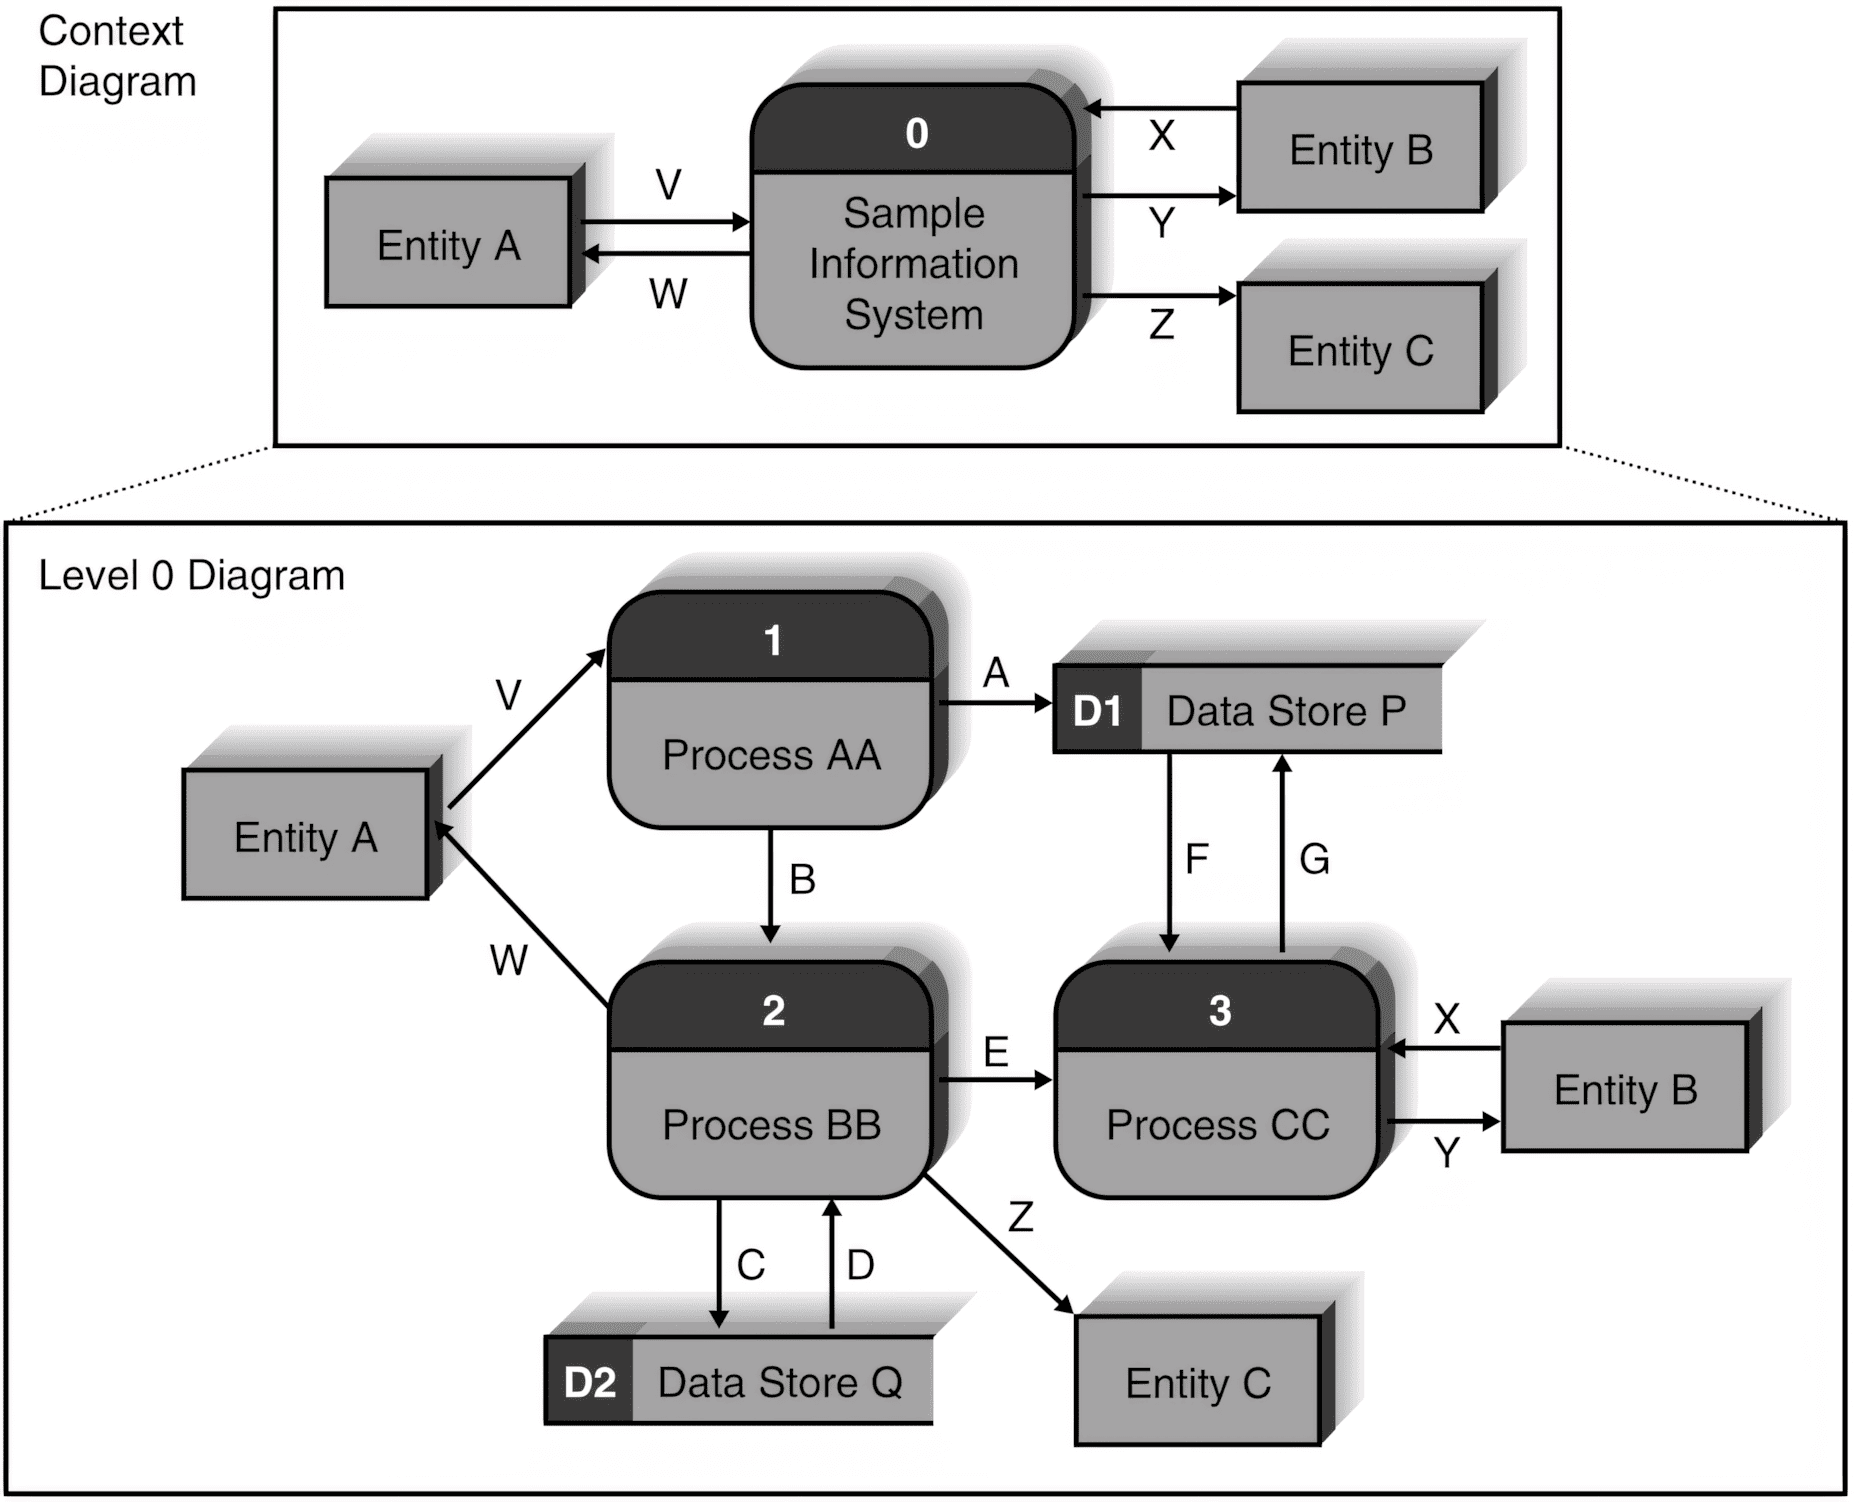 Context
Diagram
0
Sample
Information
System
Entity A
V
W
X
Y
Z
Entity B
Entity C
Level 0 Diagram
1
Process AA
A
D1 Data Store P
V
Entity A
B
F
G
W
2
Process BB
E
3
Process CC
X
Y
Entity B
Z
C
D
D2 Data Store Q
Entity C